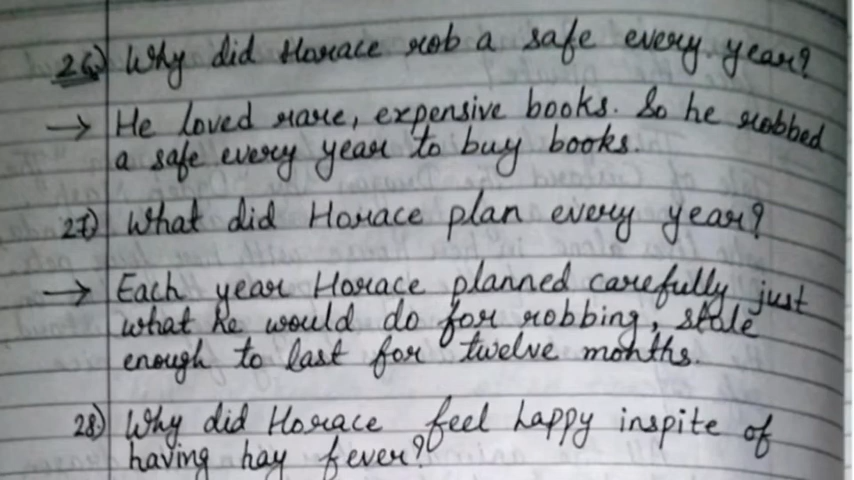 26) Why did Horace rob a safe every year?
→ He loved rare, expensive books. So he robbed
a safe every year to buy books.
27) What did Horace plan every year?
→ Each year Horace planned carefully just
what he would do for robbing, stole
enough to last for twelve months.
28) Why did Horace feel happy inspite of
having hay fever?